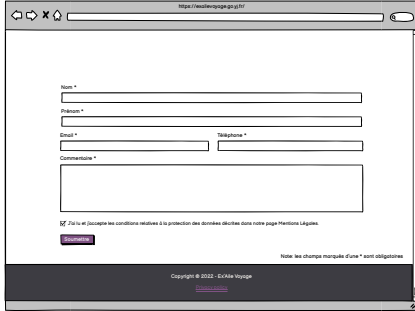 https://exailevoyage.go.yj.fr/
Nom *
Prénom *
Email *
Téléphone *
Commentaire *
J'ai lu et j'accepte les conditions relatives à la protection des données décrites dans notre page Mentions Légales.
Soumettre
Note: les champs marqués d'une * sont obligatoires
Copyright © 2022 - Ex'Aile Voyage